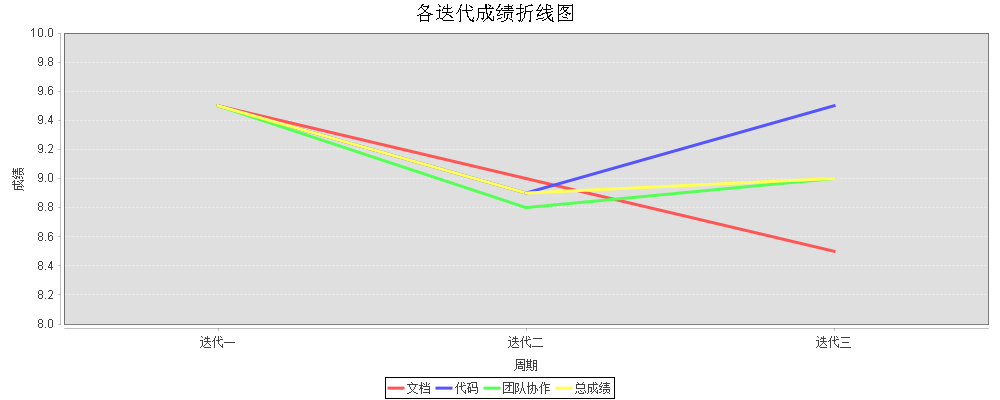 各迭代成绩折线图
10.0
9.8
9.6
9.4
9.2
9.0
8.8
8.6
8.4
8.2
8.0
成绩
迭代一 迭代二 迭代三
周期
文档 代码 团队协作 总成绩